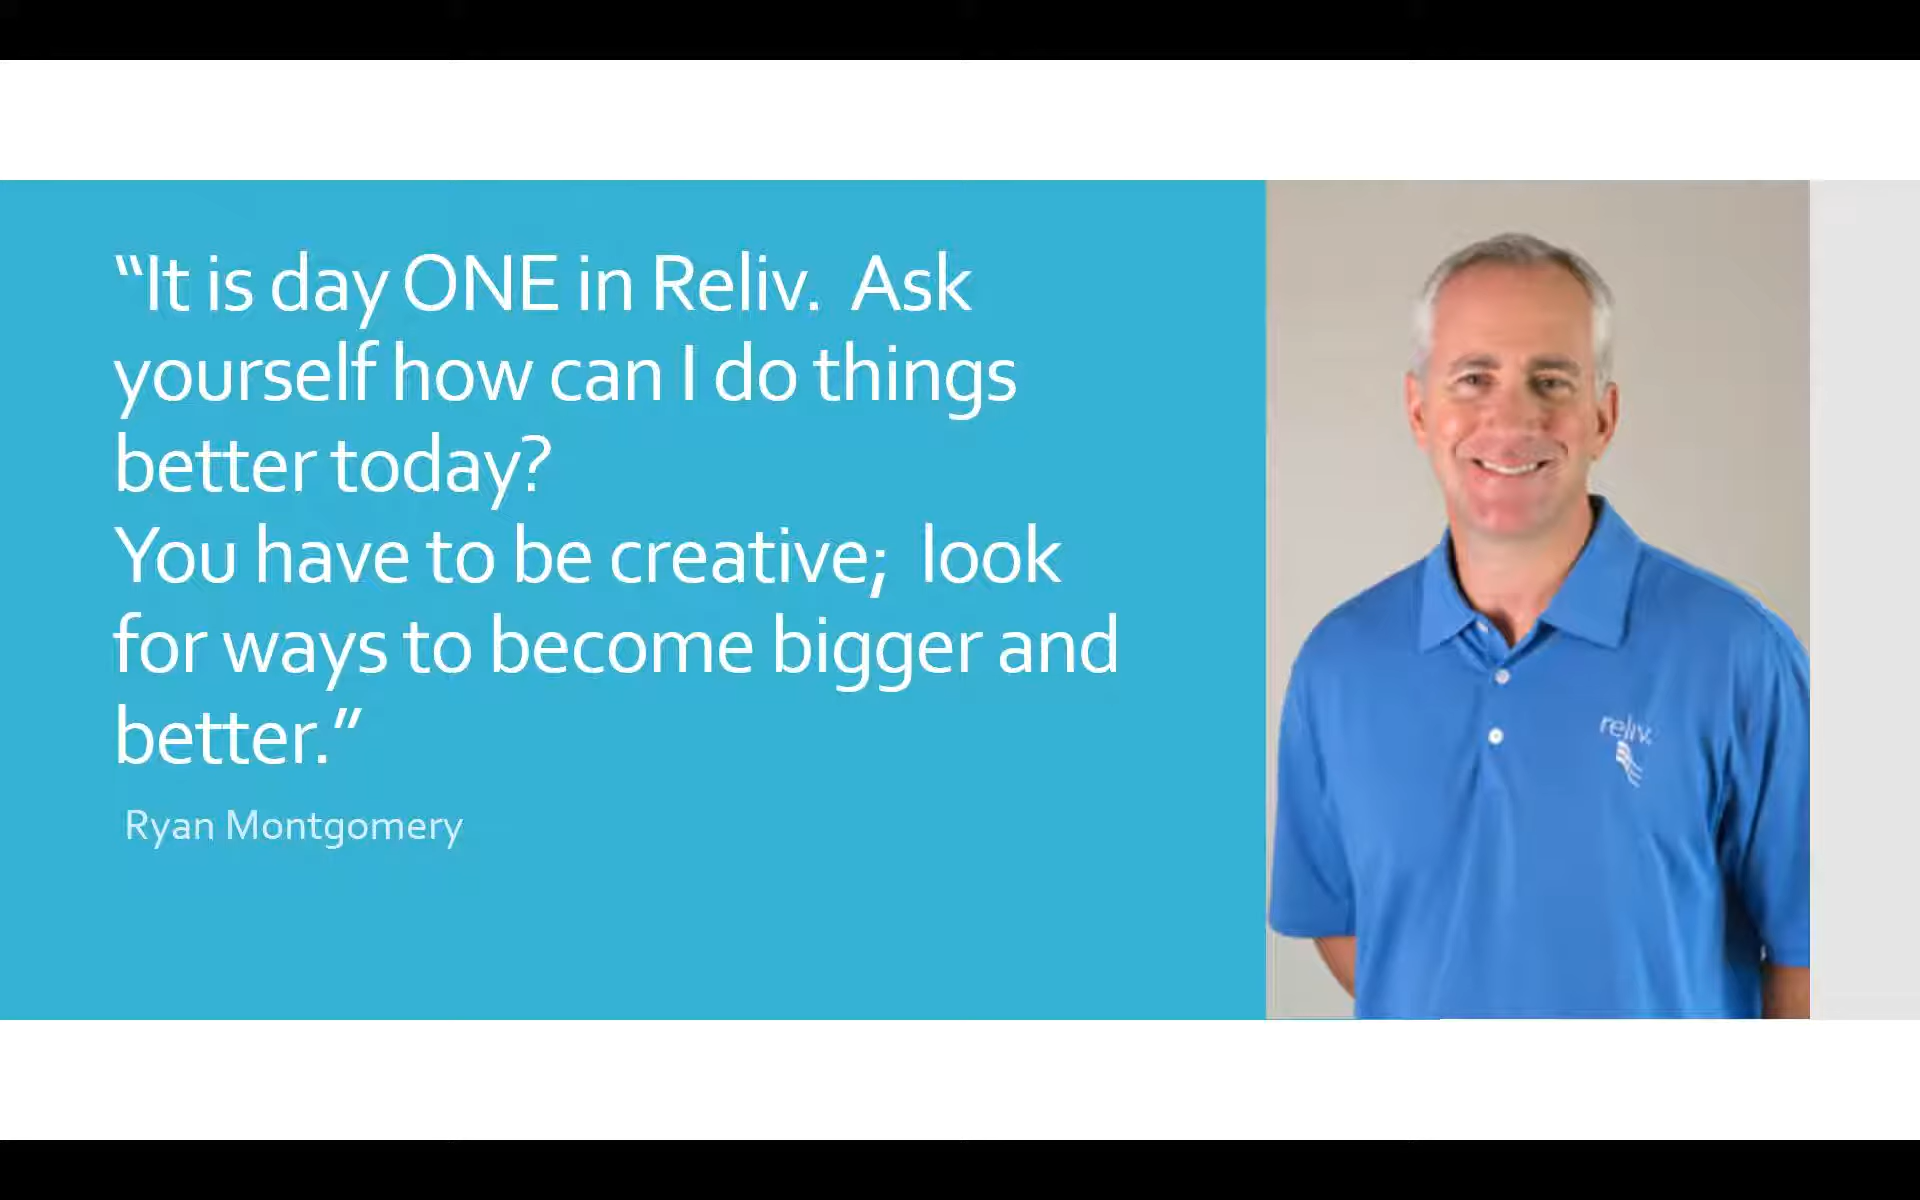 “It is day ONE in Reliv.  Ask
yourself how can I do things
better today?
You have to be creative;  look
for ways to become bigger and
better.”
Ryan Montgomery
reliv